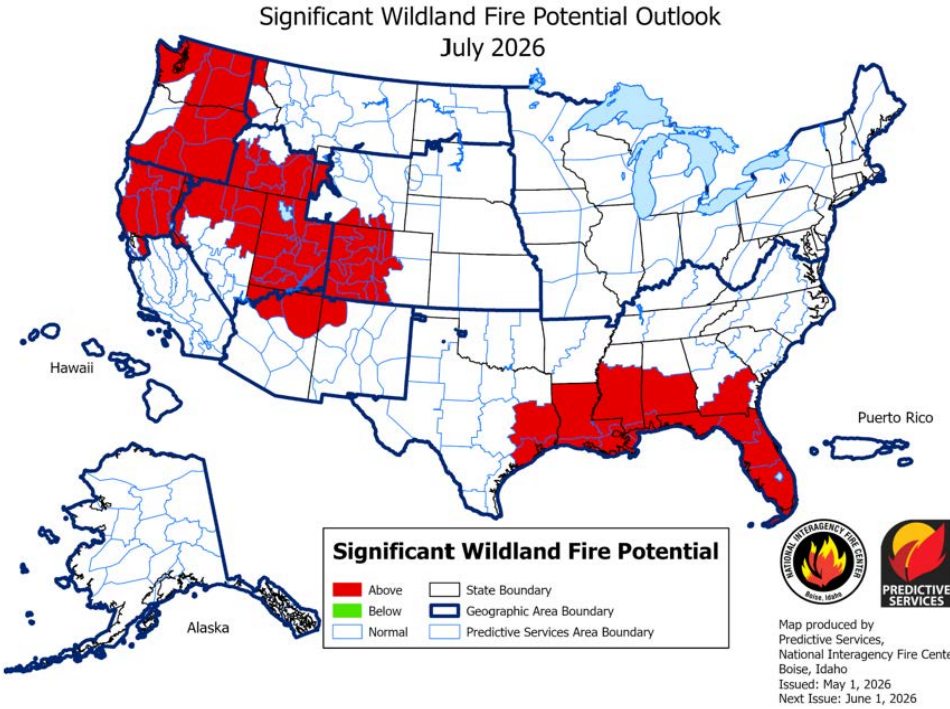 Significant Wildland Fire Potential Outlook
July 2026
Hawaii
Puerto Rico
Alaska
Significant Wildland Fire Potential
Above
State Boundary
Below
Geographic Area Boundary
Normal
Predictive Services Area Boundary
NATIONAL INTERAGENCY FIRE CENTER
Boise, Idaho
PREDICTIVE
SERVICES
Map produced by
Predictive Services,
National Interagency Fire Cente
Boise, Idaho
Issued: May 1, 2026
Next Issue: June 1, 2026